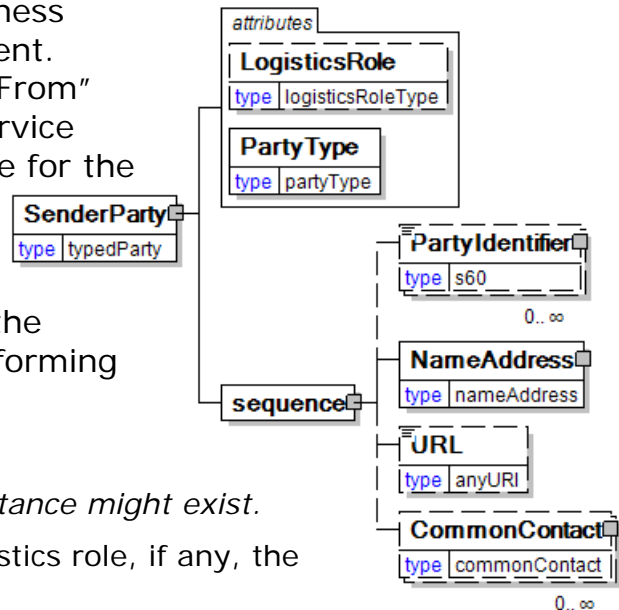 ness
ent.
From"
rvice
e for the
the
forming
tance might exist.
stics role, if any, the
attributes
LogisticsRole
type logisticsRoleType
PartyType
type partyType
SenderParty
type typedParty
sequence
PartyIdentifier
type s60
0.. ∞
NameAddress
type nameAddress
URL
type anyURI
CommonContact
type commonContact
0.. ∞